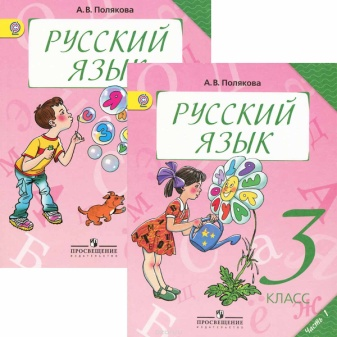 А.В. Полякова
РУССКИЙ
ЯЗЫК
ПРОСВЕЩЕНИЕ
ИЗДАТЕЛЬСТВО
А.В. Полякова
РУССКИЙ
ЯЗЫК
3
КЛАСС
Часть 1
ПРОСВЕЩЕНИЕ
ИЗДАТЕЛЬСТВО